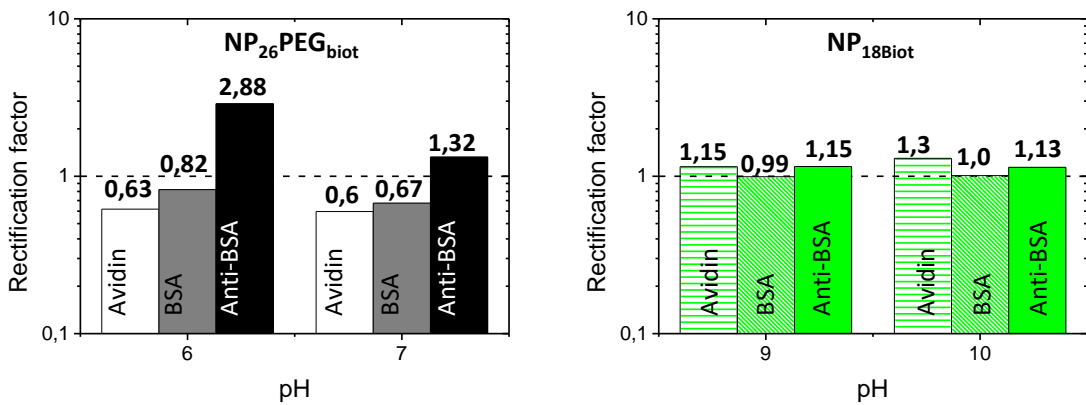 NP26PEGbiot
Rectification factor
10
1
0,1
0,63
0,82
2,88
0,6
0,67
1,32
Avidin
BSA
Anti-BSA
Avidin
BSA
Anti-BSA
6
7
pH
NP18Biot
Rectification factor
10
1
0,1
1,15
0,99
1,15
1,3
1,0
1,13
Avidin
BSA
Anti-BSA
Avidin
BSA
Anti-BSA
9
10
pH